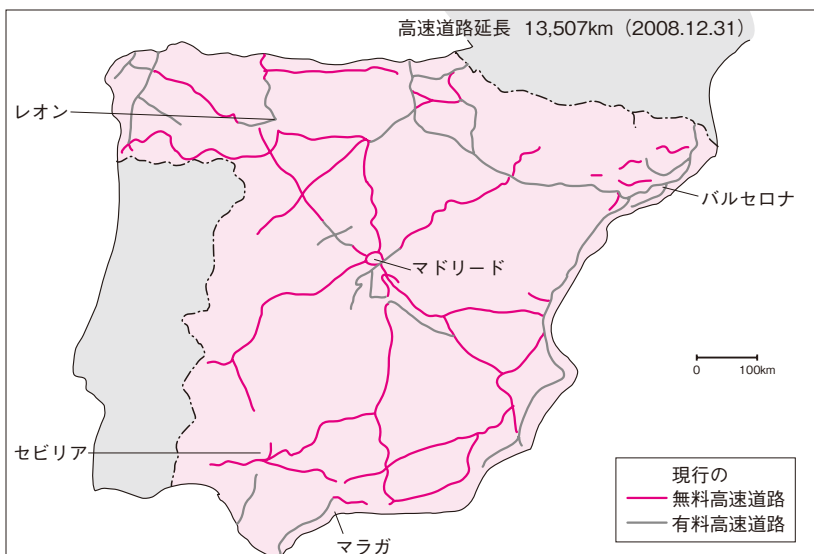 高速道路延長 13,507km（2008.12.31）
レオン
バルセロナ
マドリード
0 100km
セビリア
マラガ
現行の
無料高速道路
有料高速道路